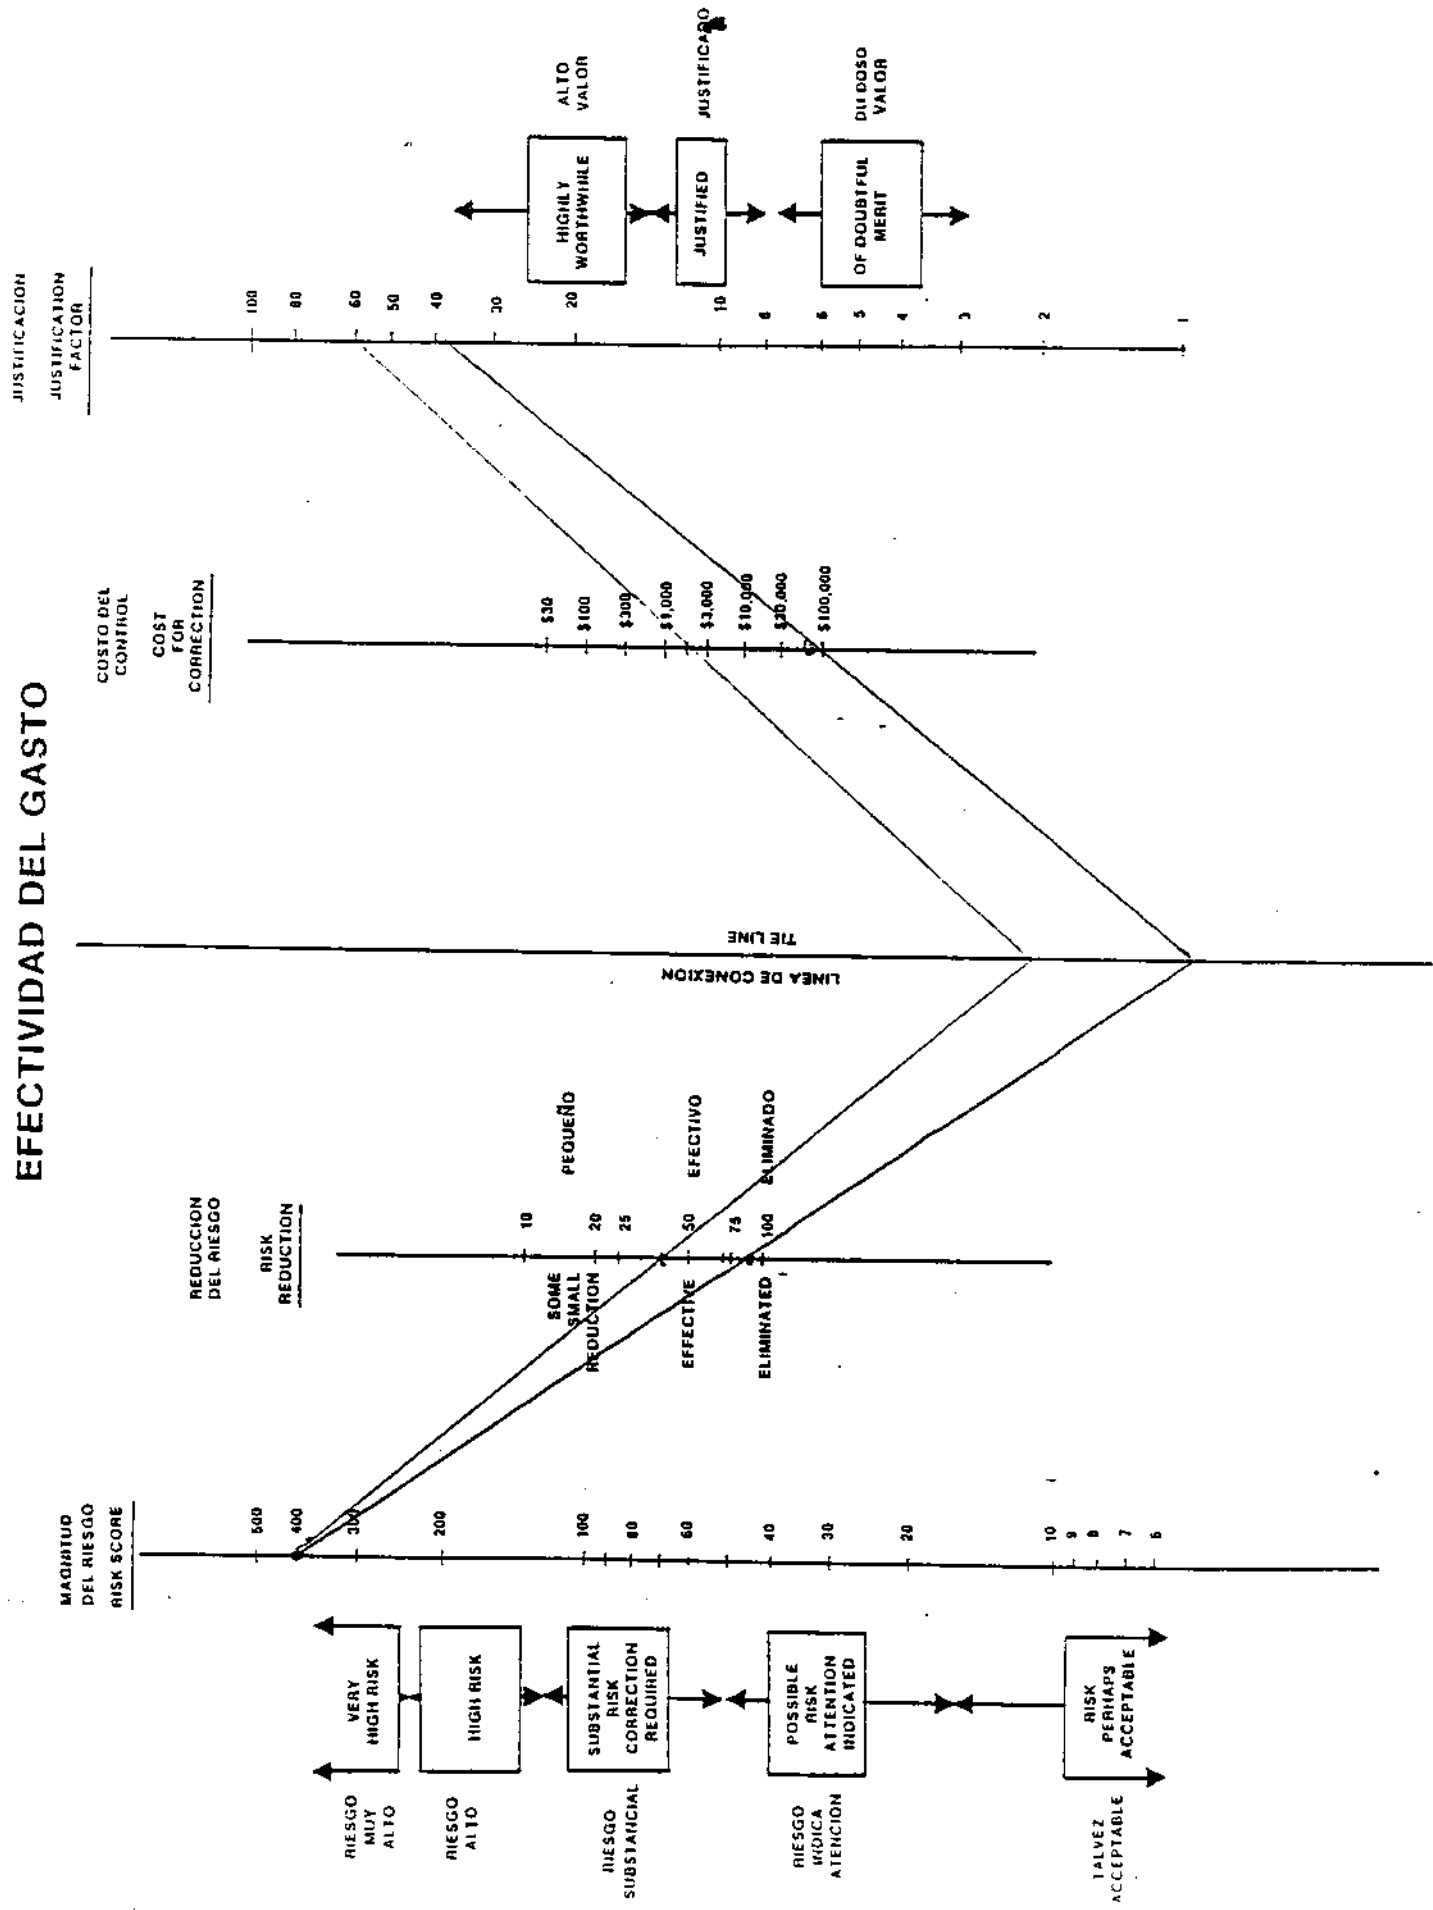 EFECTIVIDAD DEL GASTO
MAGNITUD
DEL RIESGO
RISK SCORE
500
400
300
200
100
80
60
40
30
20
10
9
8
7
6
VERY
HIGH RISK
HIGH RISK
SUBSTANTIAL
RISK
CORRECTION
REQUIRED
POSSIBLE
RISK
ATTENTION
INDICATED
RISK
PERHAPS
ACCEPTABLE
RIESGO
MUY
ALTO
RIESGO
ALTO
RIESGO
SUBSTANCIAL
RIESGO
INDICA
ATENCION
TALVEZ
ACCEPTABLE
REDUCCION
DEL RIESGO
RISK
REDUCTION
10
20
25
50
75
100
PEQUEÑO
EFECTIVO
ELIMINADO
SOME
SMALL
REDUCTION
EFFECTIVE
ELIMINATED
TIE LINE
LINEA DE CONEXION
COSTO DEL
CONTROL
COST
FOR
CORRECTION
$30
$100
$300
$1,000
$3,000
$10,000
$30,000
$100,000
JUSTIFICACION
JUSTIFICATION
FACTOR
100
80
60
50
40
30
20
10
8
6
5
4
3
2
1
HIGHLY
WORTHWHILE
JUSTIFIED
OF DOUBTFUL
MERIT
ALTO
VALOR
JUSTIFICADO
DUDOSO
VALOR